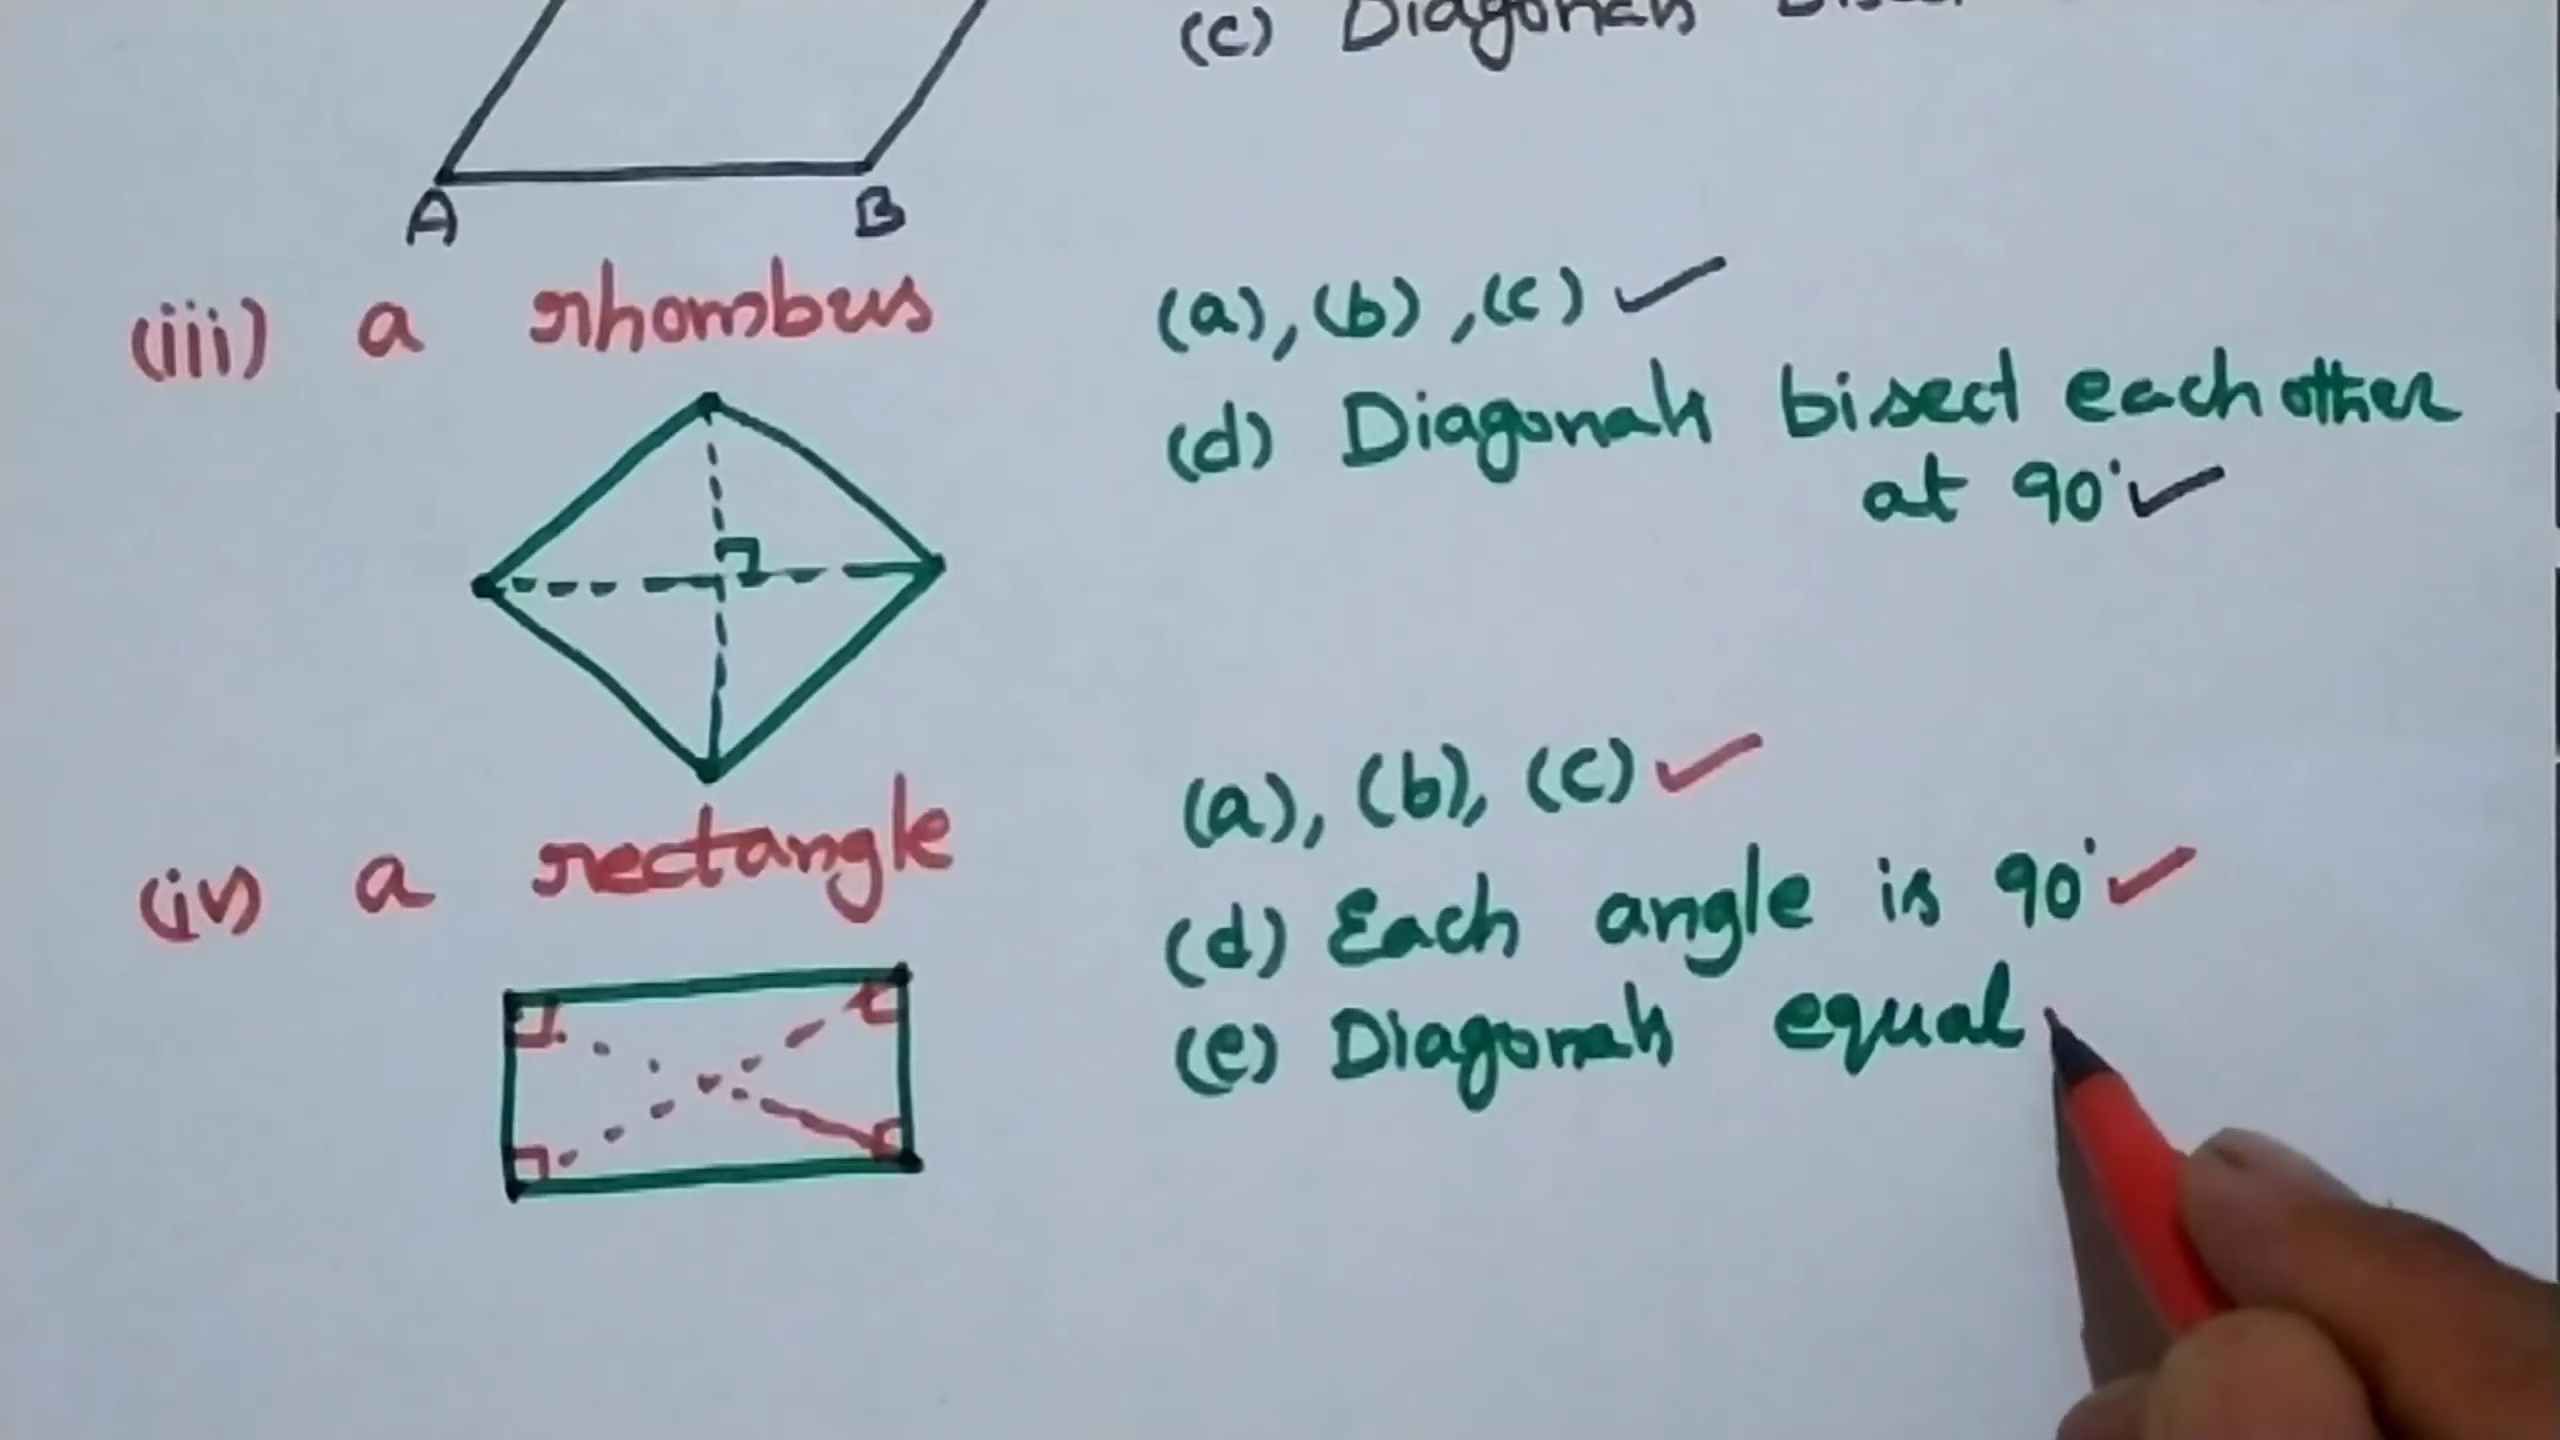 (c) Diagonals
A B
(iii) a rhombus
(a), (b), (c) ✓
(d) Diagonals bisect each other
at 90° ✓
(iv) a rectangle
(a), (b), (c) ✓
(d) Each angle is 90° ✓
(e) Diagonals equal